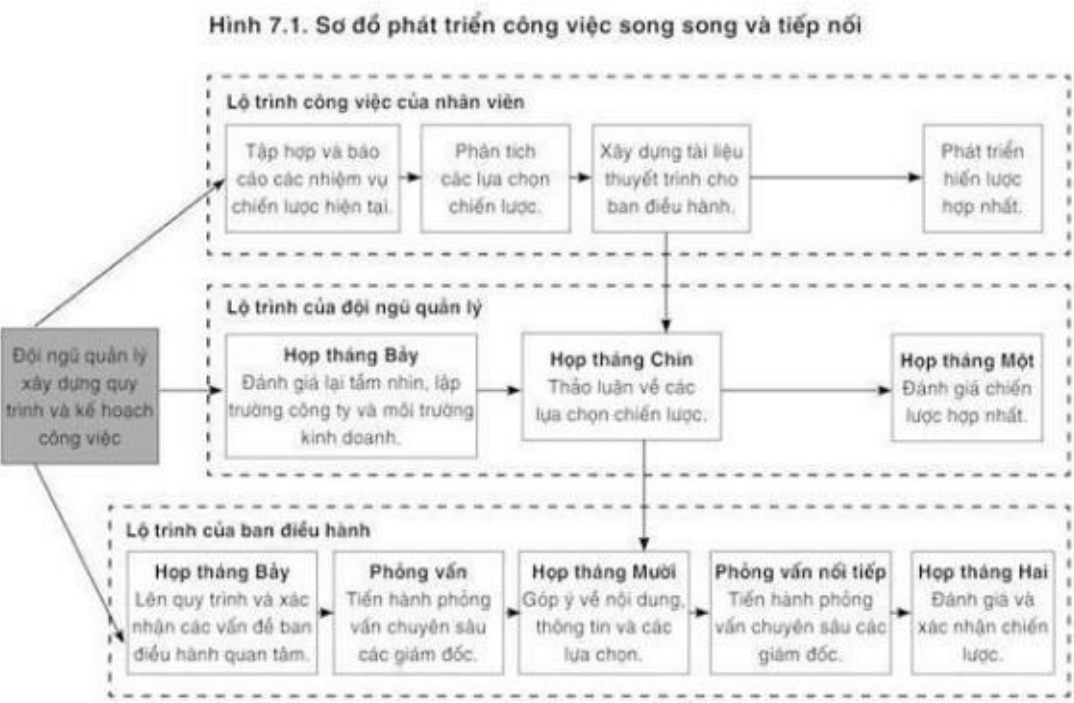 Hình 7.1. Sơ đồ phát triển công việc song song và tiếp nối
Lộ trình công việc của nhân viên
Tập hợp và báo
cáo các nhiệm vụ
chiến lược hiện tại.
Phân tích
các lựa chọn
chiến lược.
Xây dựng tài liệu
thuyết trình cho
ban điều hành.
Phát triển
hiến lược
hợp nhất.
Đội ngũ quản lý
xây dựng quy
trình và kế hoạch
công việc
Lộ trình của đội ngũ quản lý
Họp tháng Bảy
Đánh giá lại tầm nhìn, lập
trường công ty và môi trường
kinh doanh.
Họp tháng Chín
Thảo luận về các
lựa chọn chiến lược.
Họp tháng Một
Đánh giá chiến
lược hợp nhất.
Lộ trình của ban điều hành
Họp tháng Bảy
Lên quy trình và xác
nhận các vấn đề ban
điều hành quan tâm.
Phỏng vấn
Tiến hành phỏng
vấn chuyên sâu
các giám đốc.
Họp tháng Mười
Góp ý về nội dung,
thông tin và các
lựa chọn.
Phỏng vấn nối tiếp
Tiến hành phỏng
vấn chuyên sâu các
giám đốc.
Họp tháng Hai
Đánh giá và
xác nhận chiến
lược.